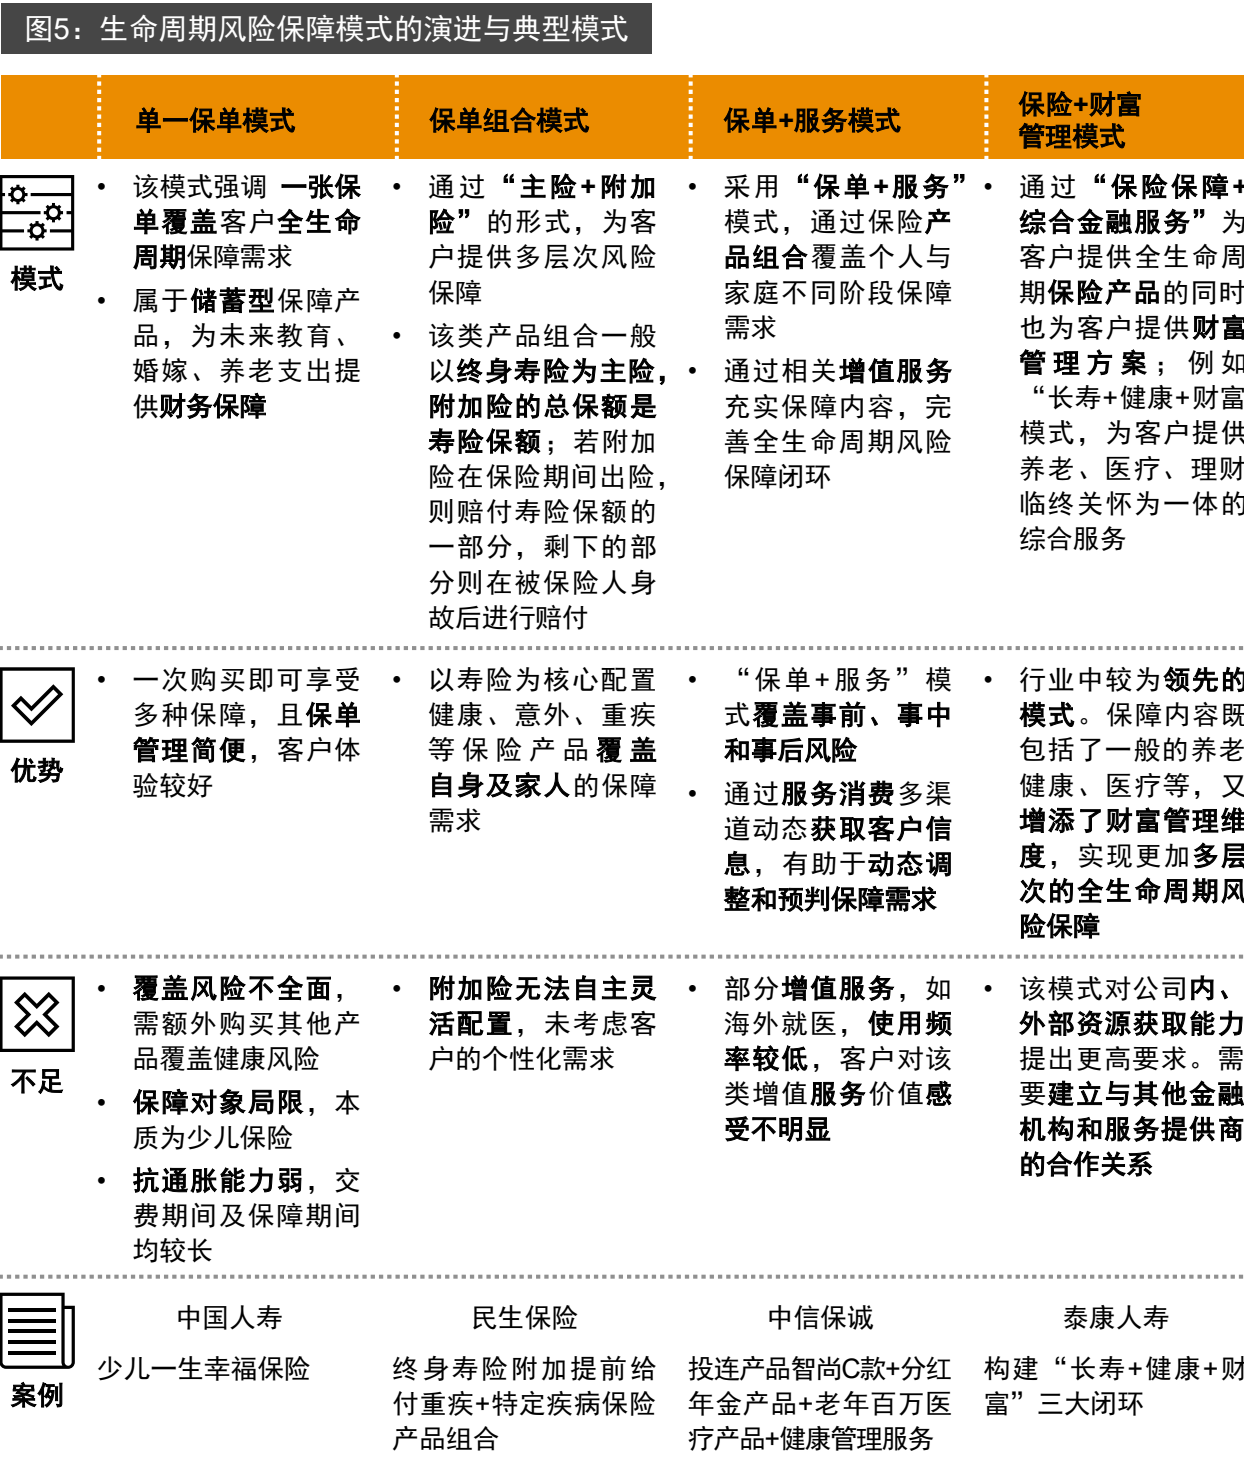 图5：生命周期风险保障模式的演进与典型模式
单一保单模式
保单组合模式
保单+服务模式
保险+财富
管理模式
模式
• 该模式强调 一张保
单覆盖客户全生命
周期保障需求
• 属于储蓄型保障产
品，为未来教育、
婚嫁、养老支出提
供财务保障
• 通过“主险+附加
险”的形式，为客
户提供多层次风险
保障
• 该类产品组合一般
以终身寿险为主险，
附加险的总保额是
寿险保额；若附加
险在保险期间出险，
则赔付寿险保额的
一部分，剩下的部
分则在被保险人身
故后进行赔付
• 采用“保单+服务”
模式，通过保险产
品组合覆盖个人与
家庭不同阶段保障
需求
• 通过相关增值服务
充实保障内容，完
善全生命周期风险
保障闭环
• 通过“保险保障+
综合金融服务”为
客户提供全生命周
期保险产品的同时
也为客户提供财富
管理方案；例如
“长寿+健康+财富
模式，为客户提供
养老、医疗、理财
临终关怀为一体的
综合服务
优势
• 一次购买即可享受
多种保障，且保单
管理简便，客户体
验较好
• 以寿险为核心配置
健康、意外、重疾
等保险产品覆盖
自身及家人的保障
需求
• “保单+服务”模
式覆盖事前、事中
和事后风险
• 通过服务消费多渠
道动态获取客户信
息，有助于动态调
整和预判保障需求
• 行业中较为领先的
模式。保障内容既
包括了一般的养老
健康、医疗等，又
增添了财富管理维
度，实现更加多层
次的全生命周期风
险保障
不足
• 覆盖风险不全面，
需额外购买其他产
品覆盖健康风险
• 保障对象局限，本
质为少儿保险
• 抗通胀能力弱，交
费期间及保障期间
均较长
• 附加险无法自主灵
活配置，未考虑客
户的个性化需求
• 部分增值服务，如
海外就医，使用频
率较低，客户对该
类增值服务价值感
受不明显
• 该模式对公司内、
外部资源获取能力
提出更高要求。需
要建立与其他金融
机构和服务提供商
的合作关系
案例
中国人寿
少儿一生幸福保险
民生保险
终身寿险附加提前给
付重疾+特定疾病保险
产品组合
中信保诚
投连产品智尚C款+分红
年金产品+老年百万医
疗产品+健康管理服务
泰康人寿
构建“长寿+健康+财
富”三大闭环